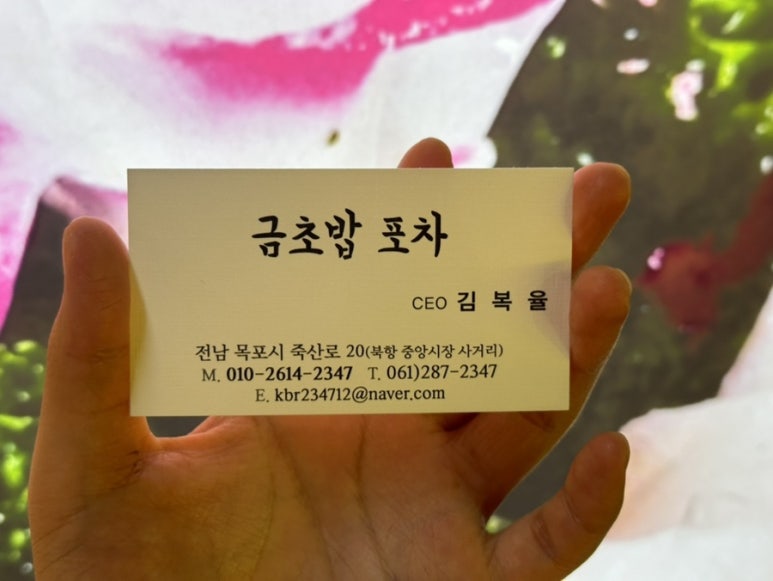 금초밥 포차
CEO 김 복 율
전남 목포시 죽산로 20(북항 중앙시장 사거리)
M. 010-2614-2347 T. 061)287-2347
E. kbr234712@naver.com